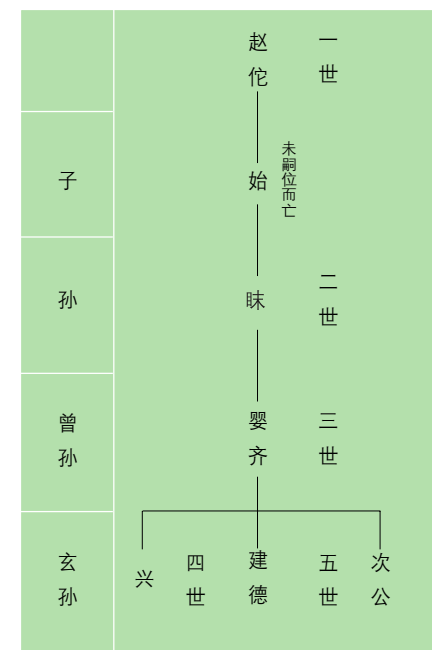 赵佗 一世
子 始 未嗣位而亡
孙 眜 二世
曾孙 婴齐 三世
玄孙 兴 四世 建德 五世 次公